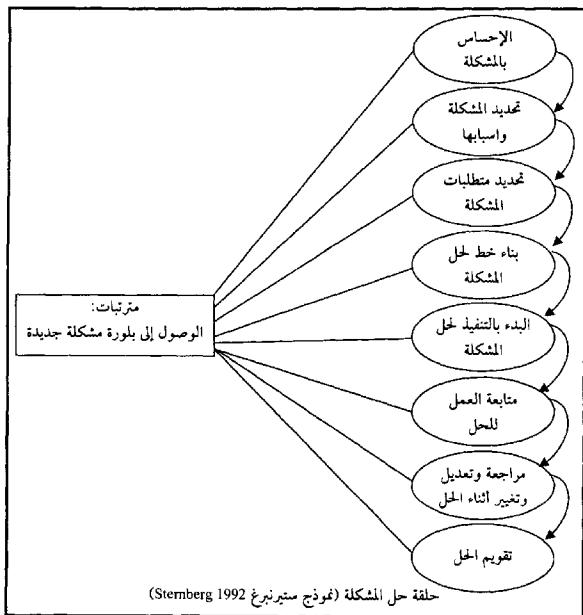 الإحساس
بالمشكلة
تحديد المشكلة
واسبابها
تحديد متطلبات
المشكلة
بناء خط لحل
المشكلة
مترتبات:
الوصول إلى بلورة مشكلة جديدة
البدء بالتنفيذ لحل
المشكلة
متابعة العمل
للحل
مراجعة وتعديل
وتغيير أثناء الحل
تقويم الحل
حلقة حل المشكلة (نموذج ستيرنبرغ Sternberg 1992)